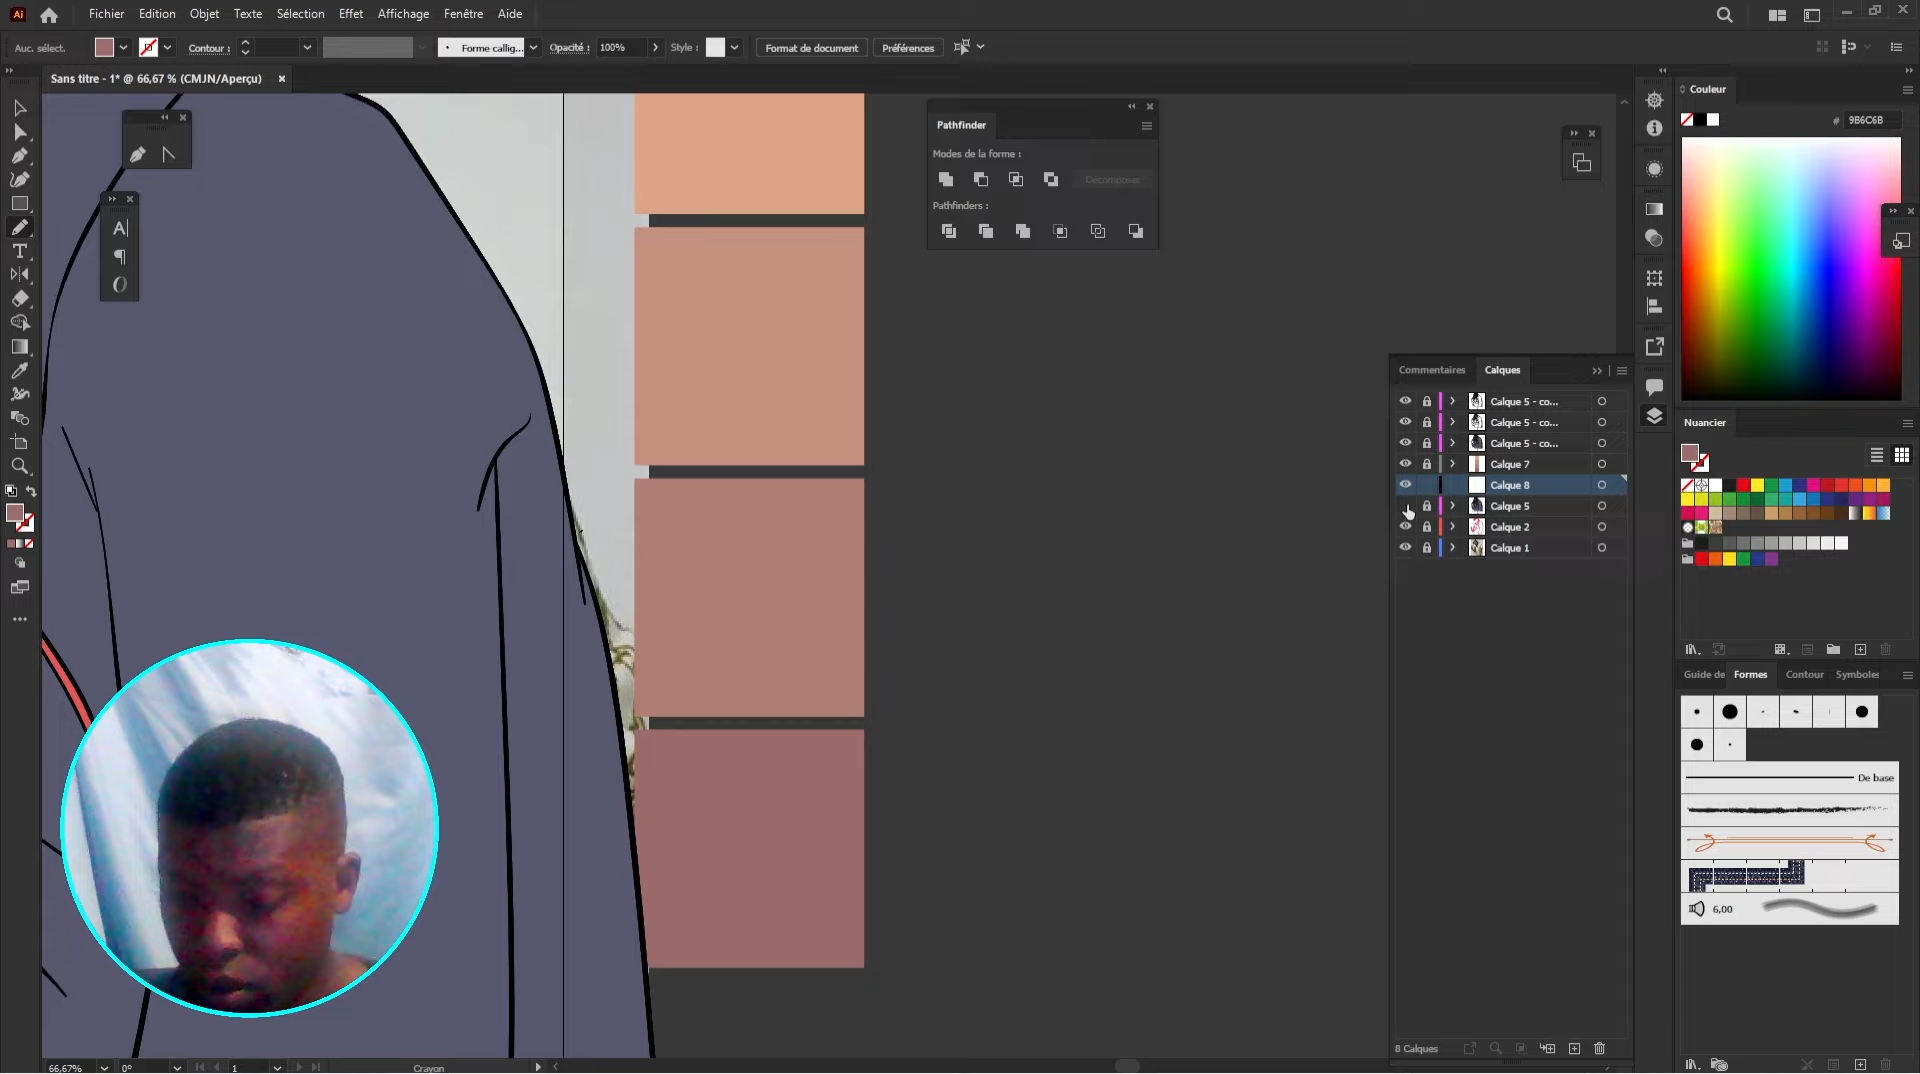 Ai
Fichier Edition Objet Texte Sélection Effet Affichage Fenêtre Aide
Auc. sélect.
Contour :
Forme callig...
Opacité : 100%
Style :
Format de document
Préférences
Sans titre - 1* @ 66,67 % (CMJN/Aperçu)
Pathfinder
Modes de la forme :
Décomposer
Pathfinders :
Couleur
# 9B6C6B
Commentaires Calques
Calque 5 - co...
Calque 5 - co...
Calque 5 - co...
Calque 7
Calque 8
Calque 5
Calque 2
Calque 1
8 Calques
Nuancier
Guide de Formes Contour Symboles
De base
6,00
66,67% 0° 1 Crayon